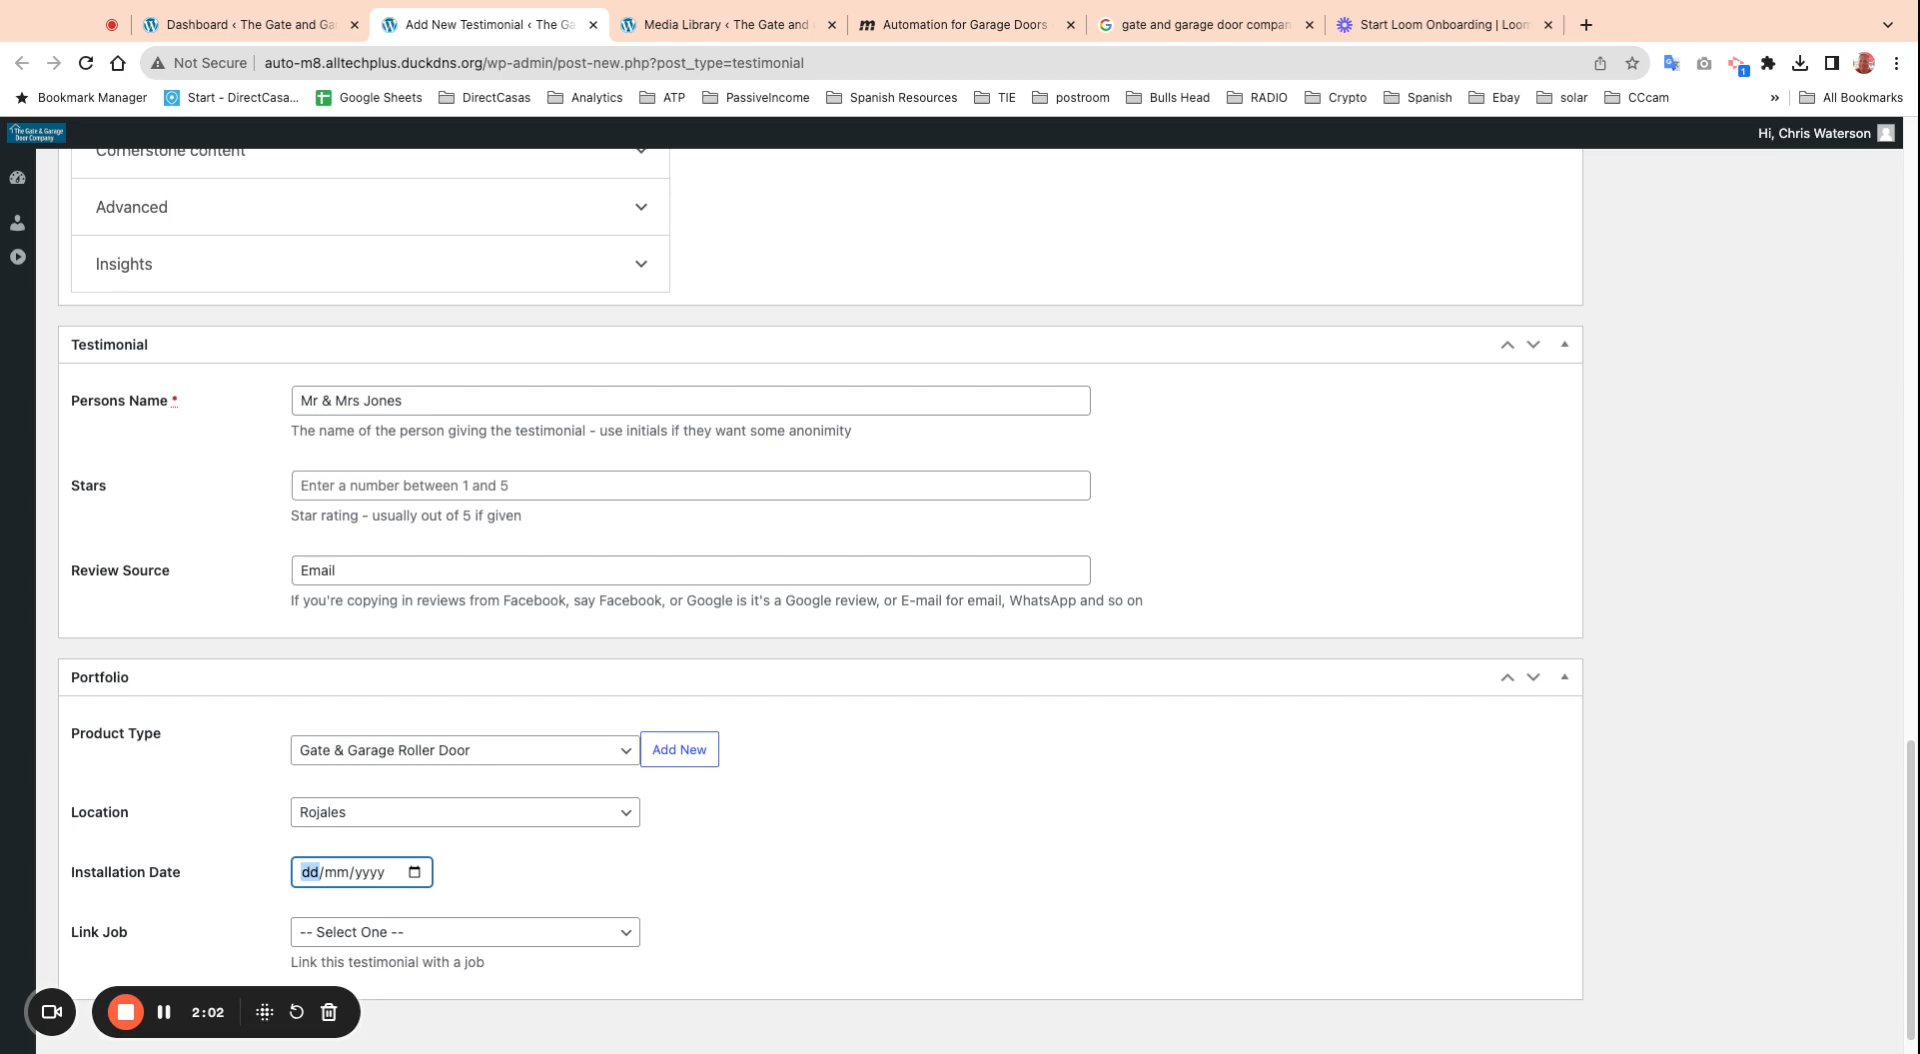 Dashboard ‹ The Gate and Ga
Add New Testimonial ‹ The Ga
Media Library ‹ The Gate and
Automation for Garage Doors
gate and garage door compan
Start Loom Onboarding | Loom
Not Secure
auto-m8.alltechplus.duckdns.org/wp-admin/post-new.php?post_type=testimonial
1
Bookmark Manager
Start - DirectCasa...
Google Sheets
DirectCasas
Analytics
ATP
PassiveIncome
Spanish Resources
TIE
postroom
Bulls Head
RADIO
Crypto
Spanish
Ebay
solar
CCcam
»
All Bookmarks
The Gate & Garage
Door Company
Hi, Chris Waterson
Cornerstone content
Advanced
Insights
Testimonial
Persons Name *
Mr & Mrs Jones
The name of the person giving the testimonial - use initials if they want some anonimity
Stars
Enter a number between 1 and 5
Star rating - usually out of 5 if given
Review Source
Email
If you're copying in reviews from Facebook, say Facebook, or Google is it's a Google review, or E-mail for email, WhatsApp and so on
Portfolio
Product Type
Gate & Garage Roller Door
Add New
Location
Rojales
Installation Date
dd/mm/yyyy
Link Job
-- Select One --
Link this testimonial with a job
2:02